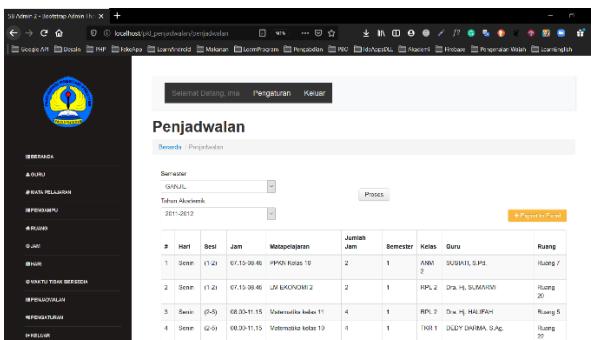 SB Admin 2 - Bootstrap Admin The
localhost/pkl_penjadwalan/penjadwalan
90%
Google API Desain PHP FakeApp LearnAndroid Makanan LearnProgram Pengabdian PBO Akademi Firebase Pengenalan Wajah LearnEnglish
Selamat Datang, ima Pengaturan Keluar
Penjadwalan
Beranda / Penjadwalan
BERANDA
GURU
MATA PELAJARAN
PENGAMPU
RUANG
JAM
HARI
WAKTU TIDAK BERSEDIA
PENJADWALAN
PENGATURAN
KELUAR
Semester
GANJIL
Proses
Tahun Akademik
2011-2012
Export to Excel
# Hari Sesi Jam Matapelajaran Jumlah Jam Semester Kelas Guru Ruang
1 Senin (1-2) 07.15-08.45 PPKN Kelas 10 2 1 ANM 2 SUSIATI, S.Pd. Ruang 7
2 Senin (1-2) 07.15-08.45 LM EKONOMI 2 2 1 RPL 2 Dra. Hj. SUMARMI Ruang 20
3 Senin (2-5) 08.00-11.15 Matematika kelas 11 4 1 RPL 2 Dra. Hj. HALIFAH Ruang 5
4 Senin (2-5) 08.00-11.15 Matematika kelas 10 4 1 TKR 1 DEDY DARMA, S.Ag. Ruang 22